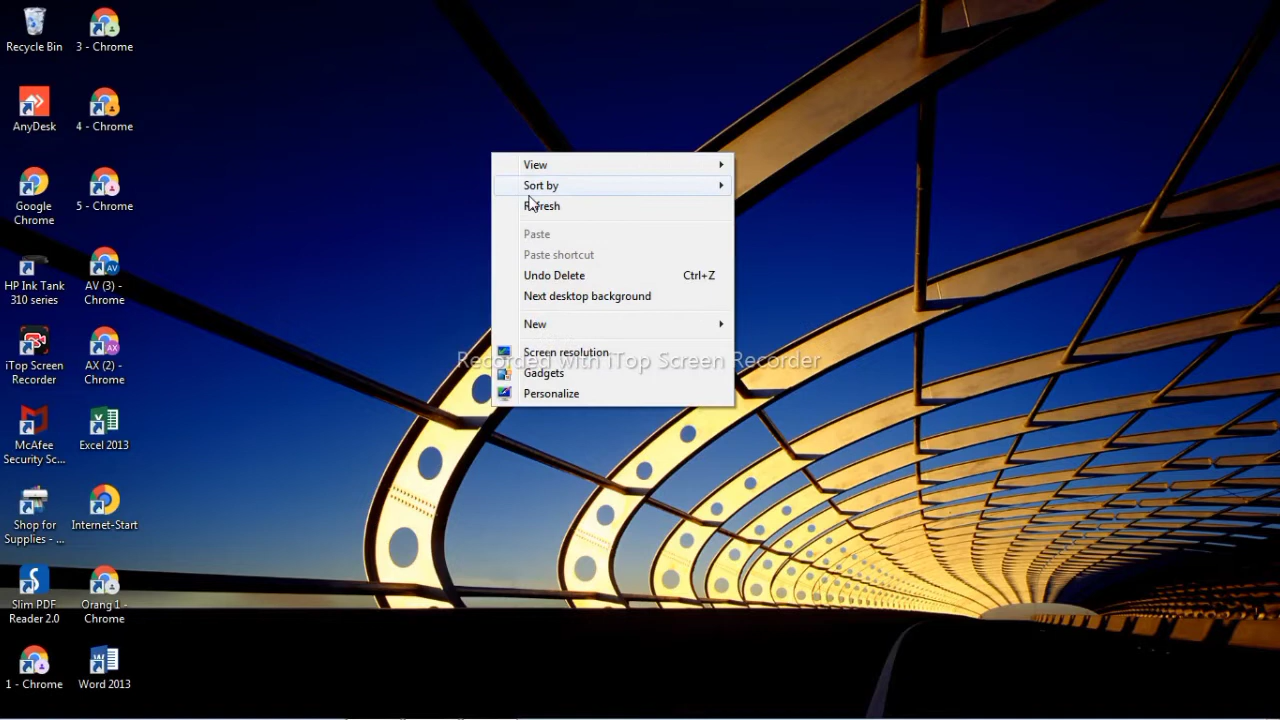 Recycle Bin
3 - Chrome
AnyDesk
4 - Chrome
Google
Chrome
5 - Chrome
HP Ink Tank
310 series
AV (3) -
Chrome
iTop Screen
Recorder
AX (2) -
Chrome
McAfee
Security Sc...
Excel 2013
Shop for
Supplies - ...
Internet-Start
Slim PDF
Reader 2.0
Orang 1 -
Chrome
1 - Chrome
Word 2013
View
Sort by
Refresh
Paste
Paste shortcut
Undo Delete Ctrl+Z
Next desktop background
New
Screen resolution
Recorded with iTop Screen Recorder
Gadgets
Personalize